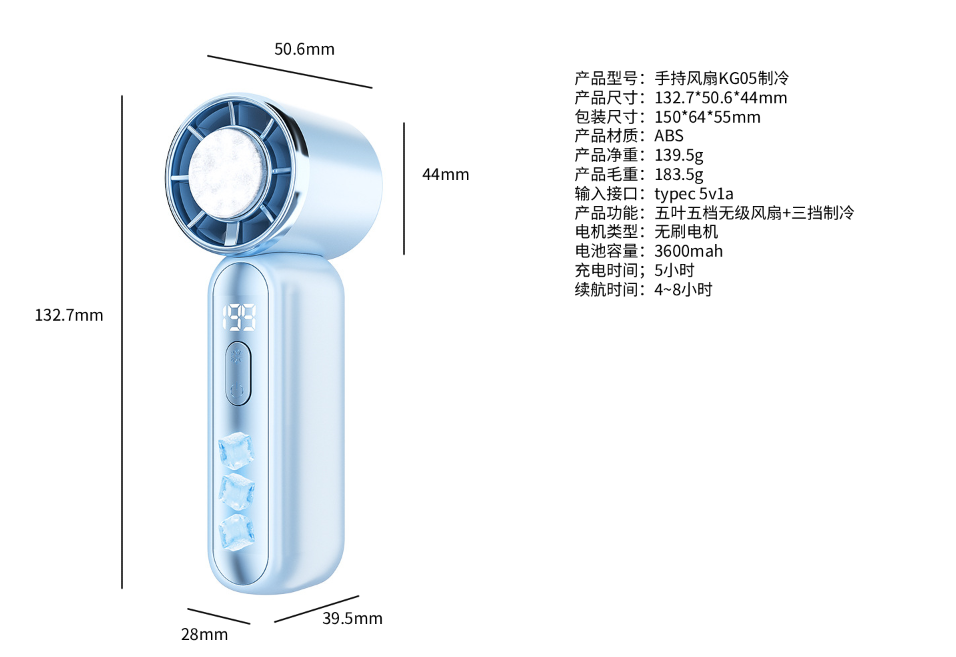 50.6mm
44mm
132.7mm
39.5mm
28mm
199
产品型号：手持风扇KG05制冷
产品尺寸：132.7*50.6*44mm
包装尺寸：150*64*55mm
产品材质：ABS
产品净重：139.5g
产品毛重：183.5g
输入接口：typec 5v1a
产品功能：五叶五档无级风扇+三挡制冷
电机类型：无刷电机
电池容量：3600mah
充电时间；5小时
续航时间：4~8小时